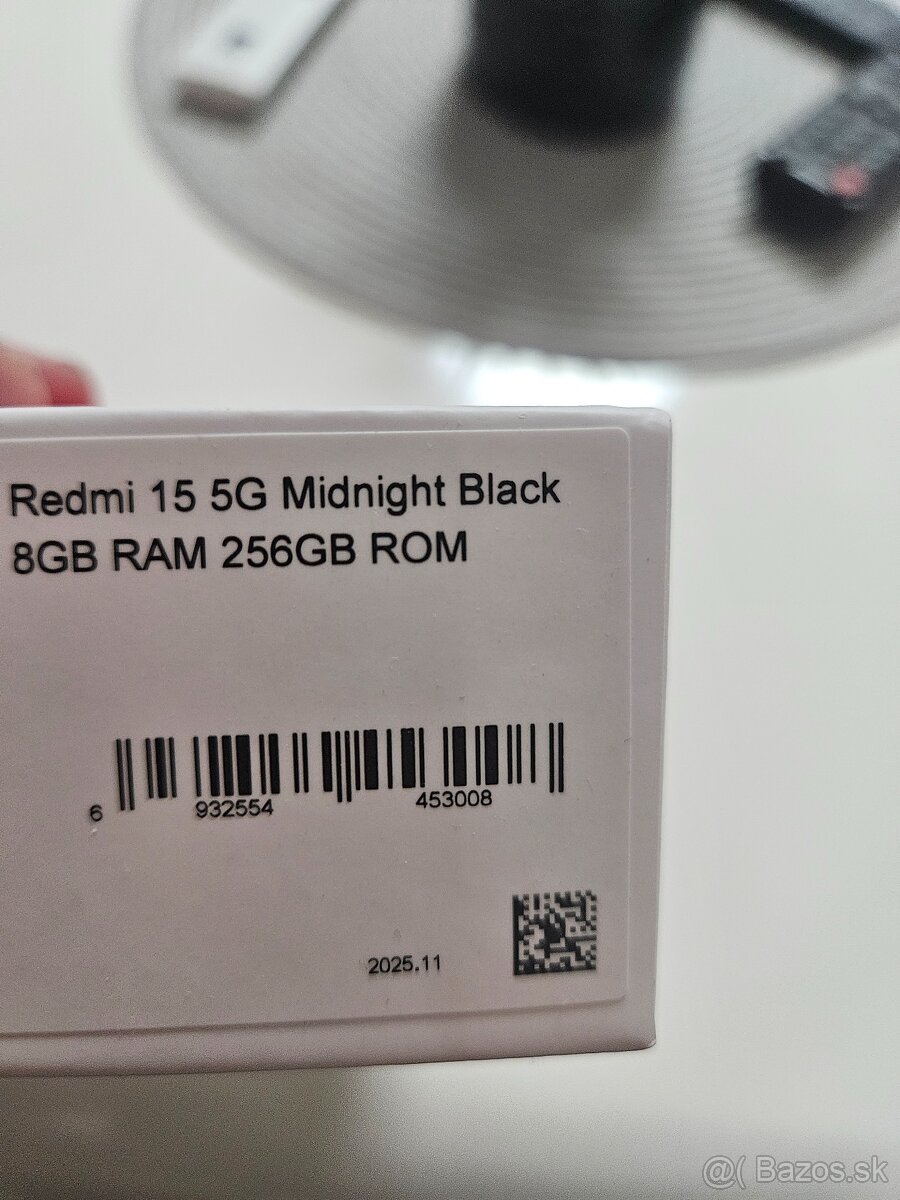 Redmi 15 5G Midnight Black
8GB RAM 256GB ROM
6 932554 453008
2025.11
@( Bazos.sk